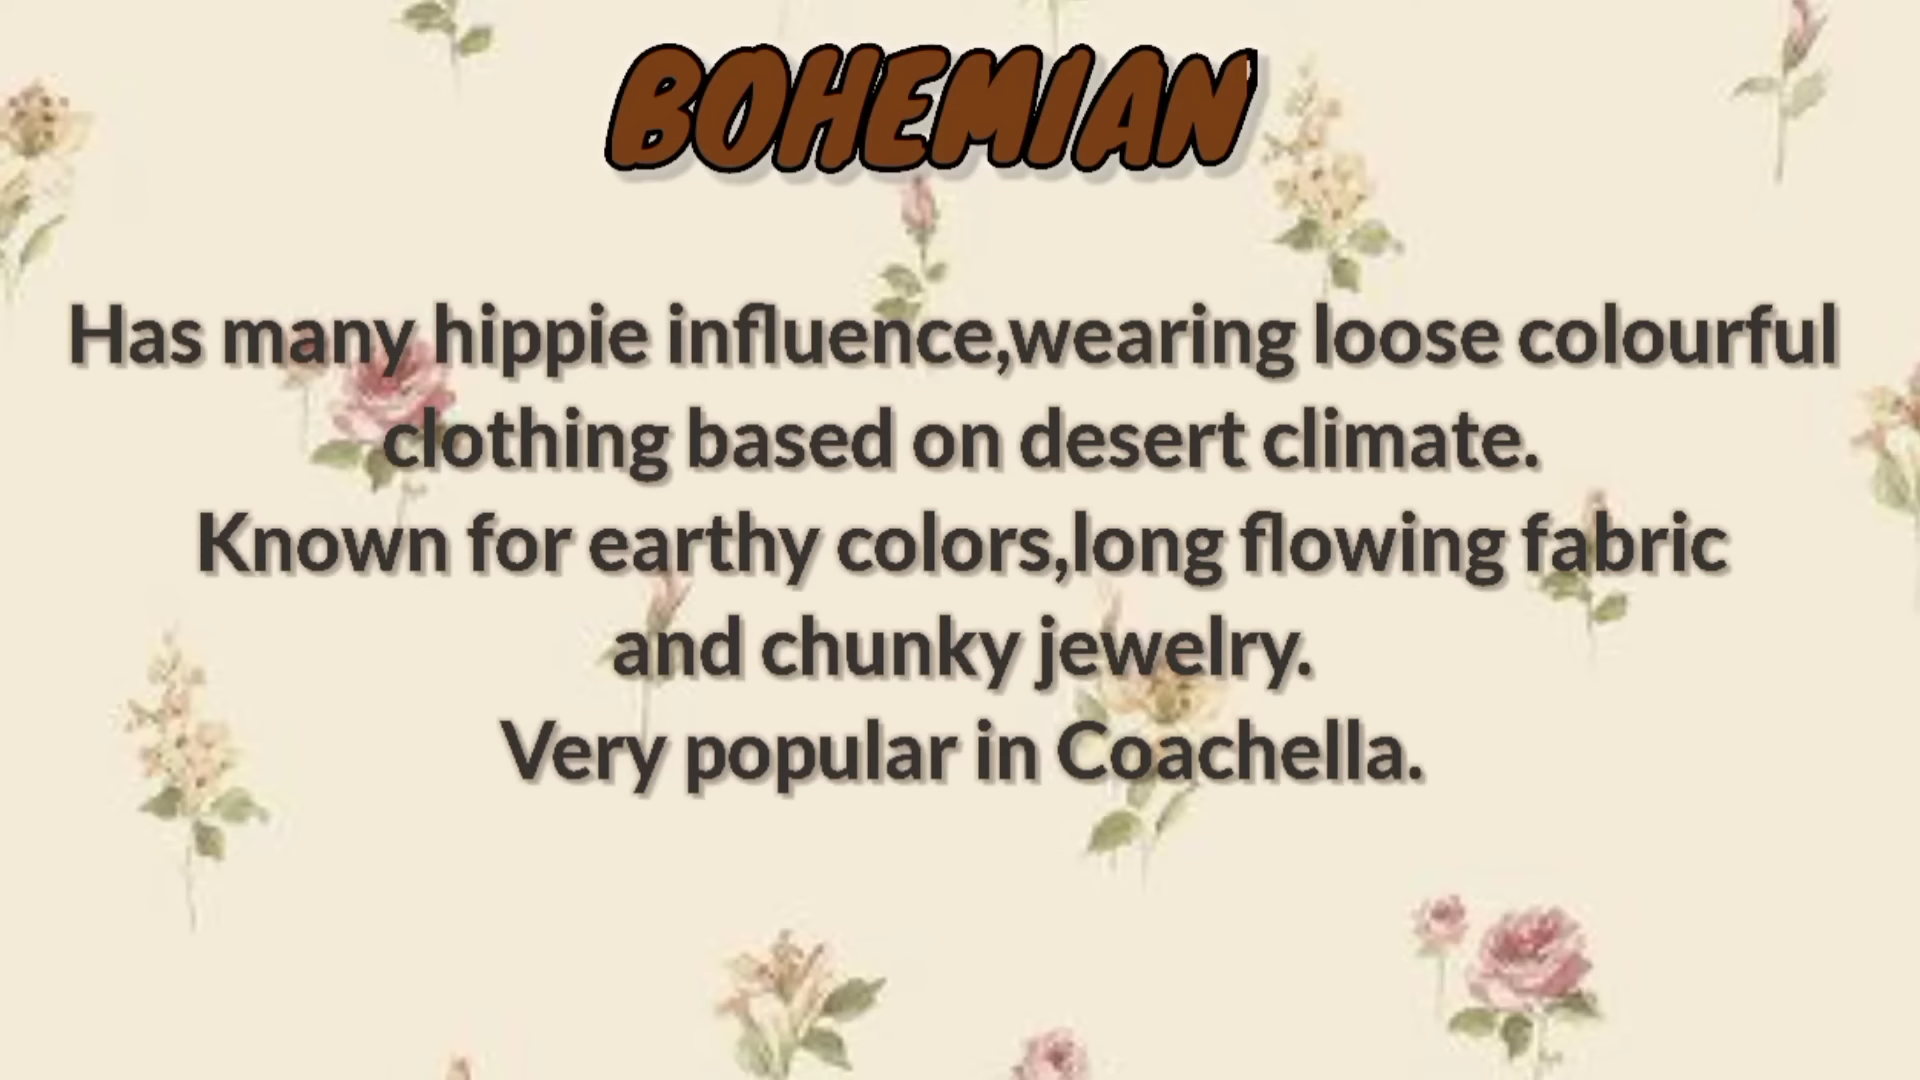 BOHEMIAN
Has many hippie influence,wearing loose colourful
clothing based on desert climate.
Known for earthy colors,long flowing fabric
and chunky jewelry.
Very popular in Coachella.